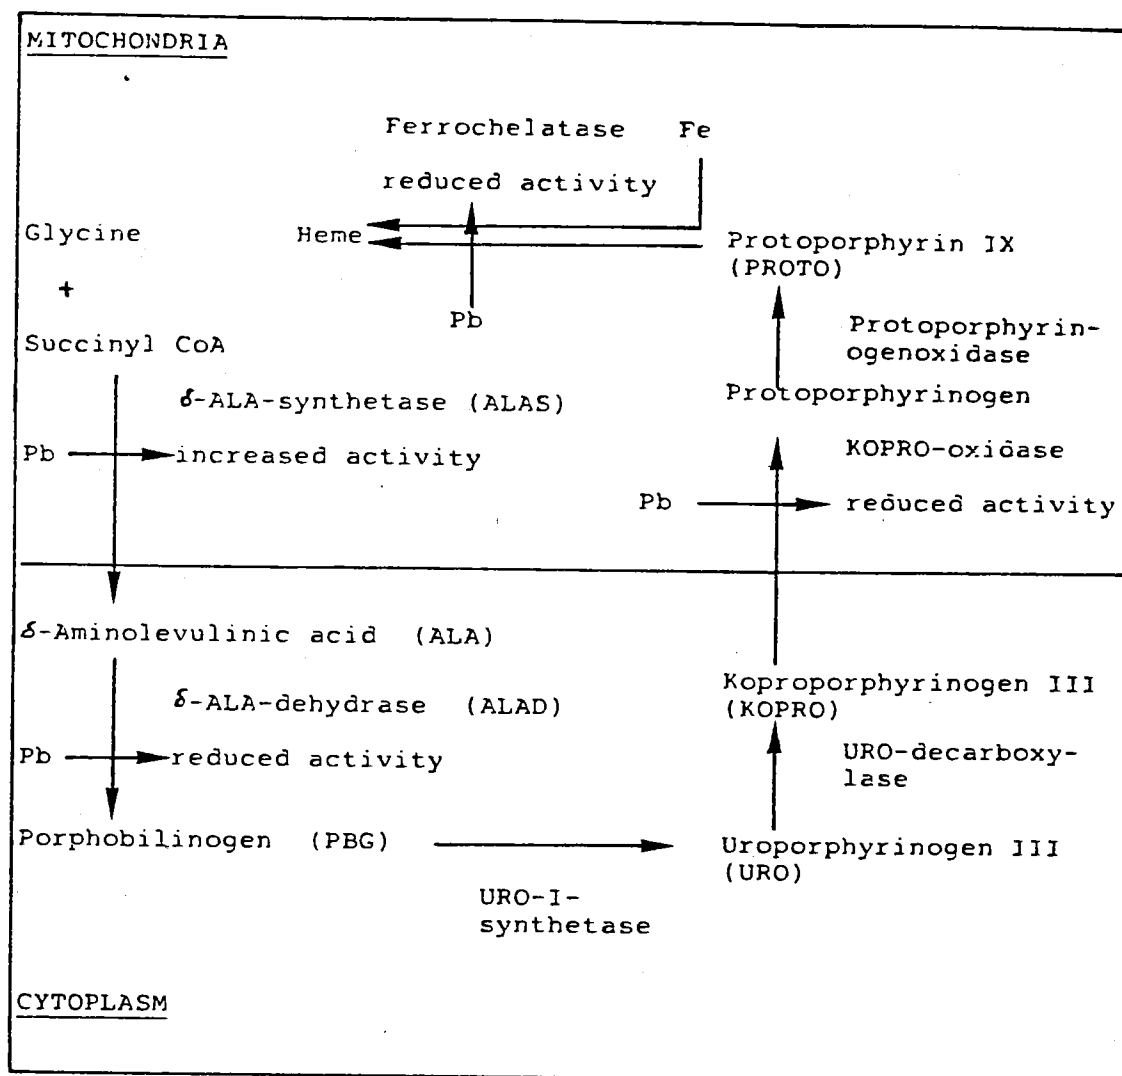 MITOCHONDRIA
Ferrochelatase Fe
reduced activity
Glycine
Heme
Protoporphyrin IX
(PROTO)
+
Pb
Succinyl CoA
Protoporphyrin-
ogenoxidase
δ-ALA-synthetase (ALAS)
Protoporphyrinogen
Pb
increased activity
KOPRO-oxidase
Pb
reduced activity
δ-Aminolevulinic acid (ALA)
δ-ALA-dehydrase (ALAD)
Koproporphyrinogen III
(KOPRO)
Pb
reduced activity
URO-decarboxy-
lase
Porphobilinogen (PBG)
Uroporphyrinogen III
(URO)
URO-I-
synthetase
CYTOPLASM